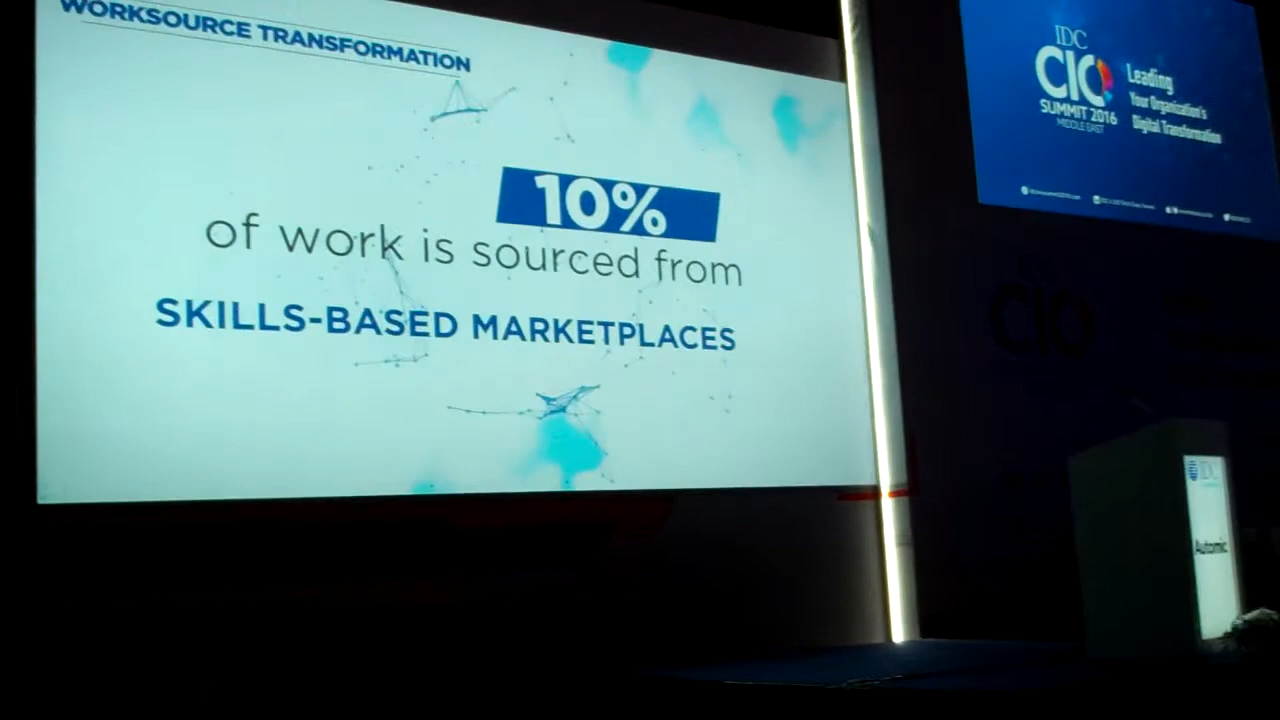 WORKSOURCE TRANSFORMATION
10%
of work is sourced from
SKILLS-BASED MARKETPLACES
IDC
CIO
SUMMIT 2016
MIDDLE EAST
Leading
Your Organization's
Digital Transformation
CIO
IDC
Automic